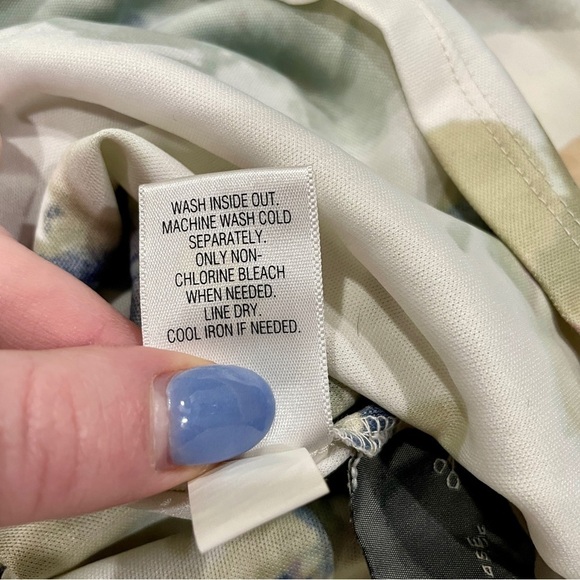 WASH INSIDE OUT.
MACHINE WASH COLD
SEPARATELY.
ONLY NON-
CHLORINE BLEACH
WHEN NEEDED.
LINE DRY.
COOL IRON IF NEEDED.